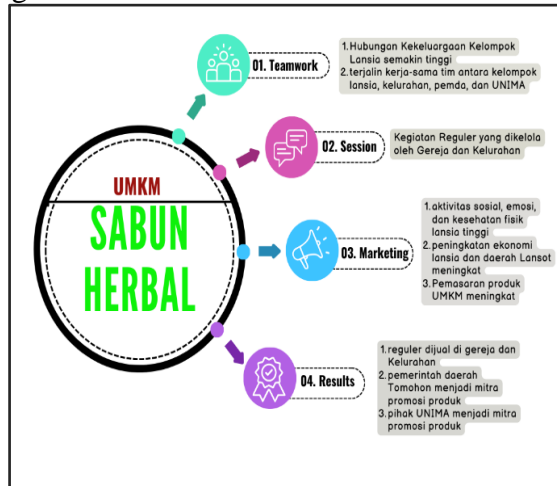 UMKM
SABUN
HERBAL
01. Teamwork
1.Hubungan Kekeluargaan Kelompok
Lansia semakin tinggi
2.terjalin kerja-sama tim antara kelompok
lansia, kelurahan, pemda, dan UNIMA
02. Session
Kegiatan Reguler yang dikelola
oleh Gereja dan Kelurahan
03. Marketing
1.aktivitas sosial, emosi,
dan kesehatan fisik
lansia tinggi
2.peningkatan ekonomi
lansia dan daerah Lansot
meningkat
3.Pemasaran produk
UMKM meningkat
04. Results
1.reguler dijual di gereja dan
Kelurahan
2.pemerintah daerah
Tomohon menjadi mitra
promosi produk
3.pihak UNIMA menjadi mitra
promosi produk